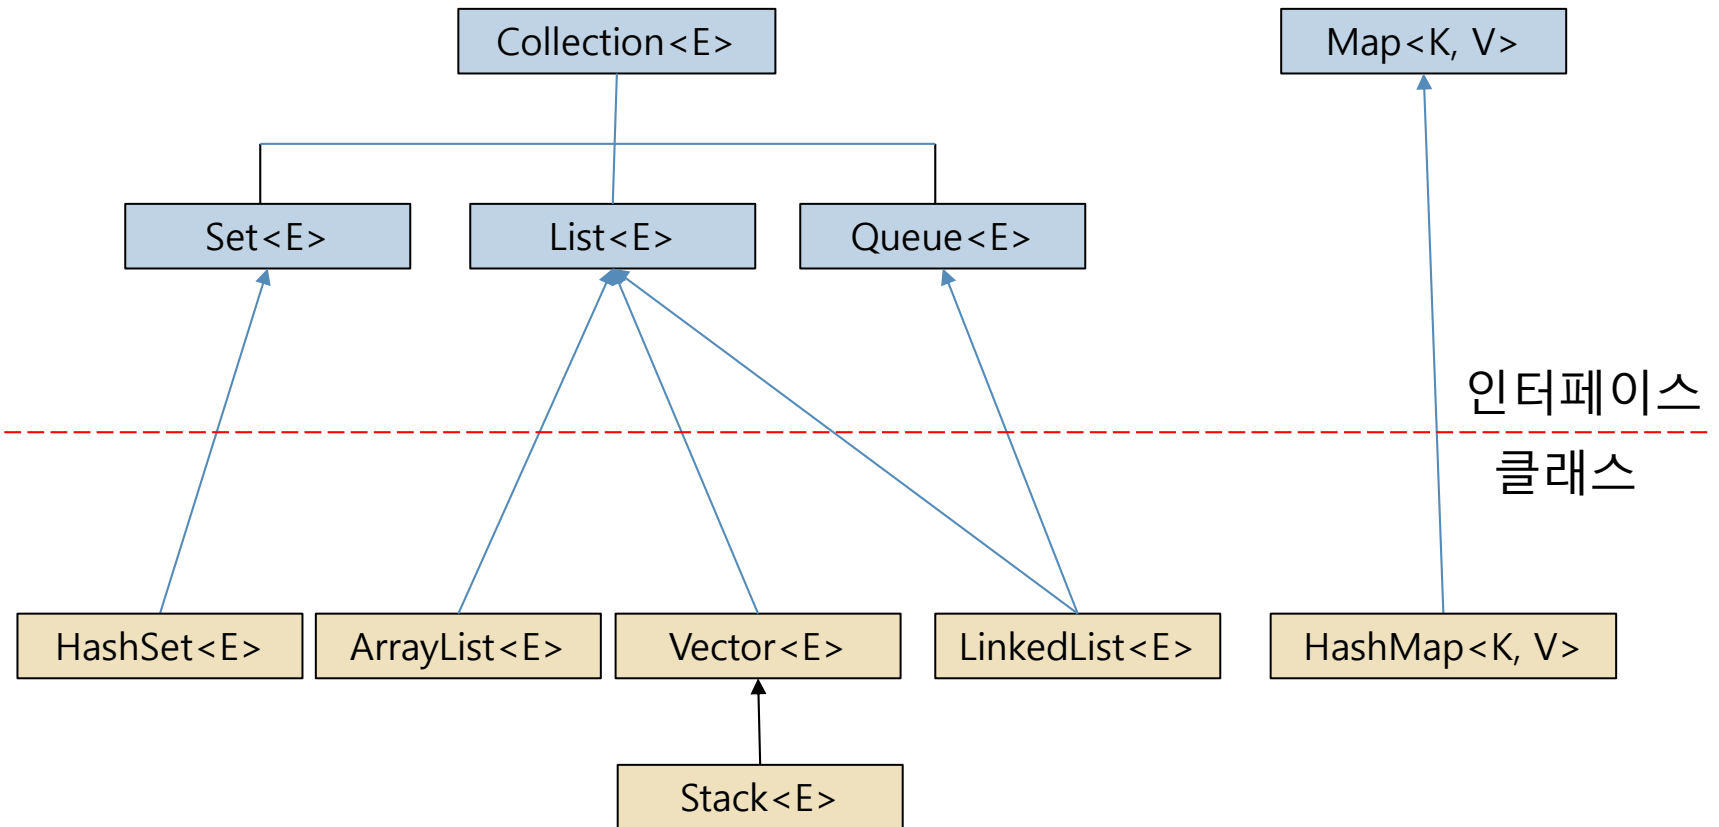 Collection<E>
Map<K, V>
Set<E>
List<E>
Queue<E>
인터페이스
클래스
HashSet<E>
ArrayList<E>
Vector<E>
LinkedList<E>
HashMap<K, V>
Stack<E>